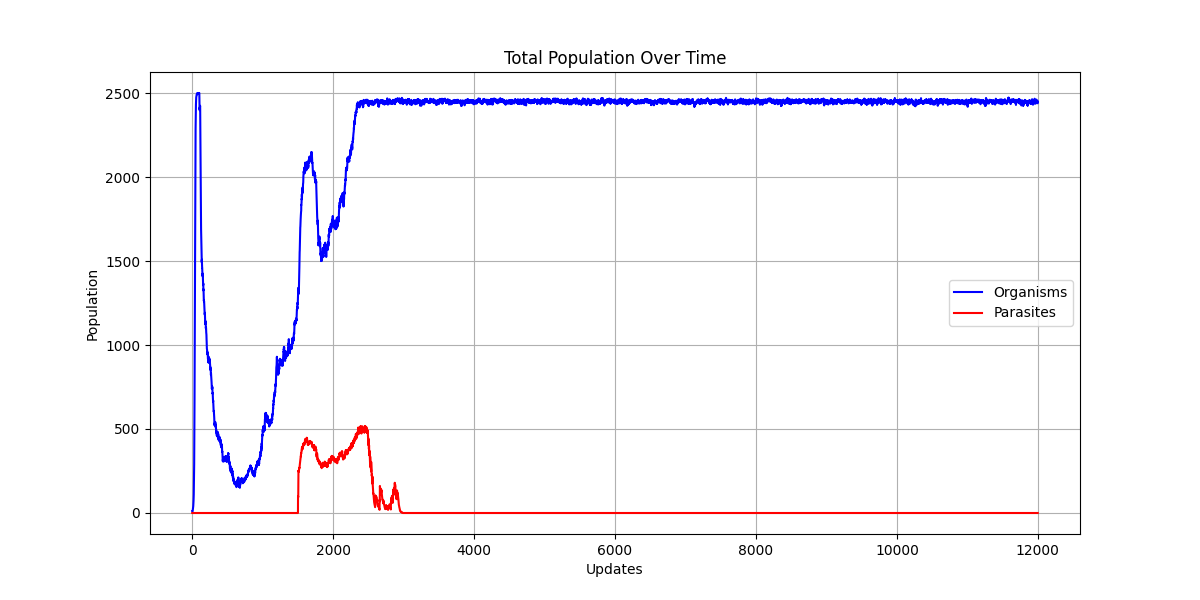 Total Population Over Time
2500
2000
1500
1000
500
0
Population
Organisms
Parasites
0 2000 4000 6000 8000 10000 12000
Updates